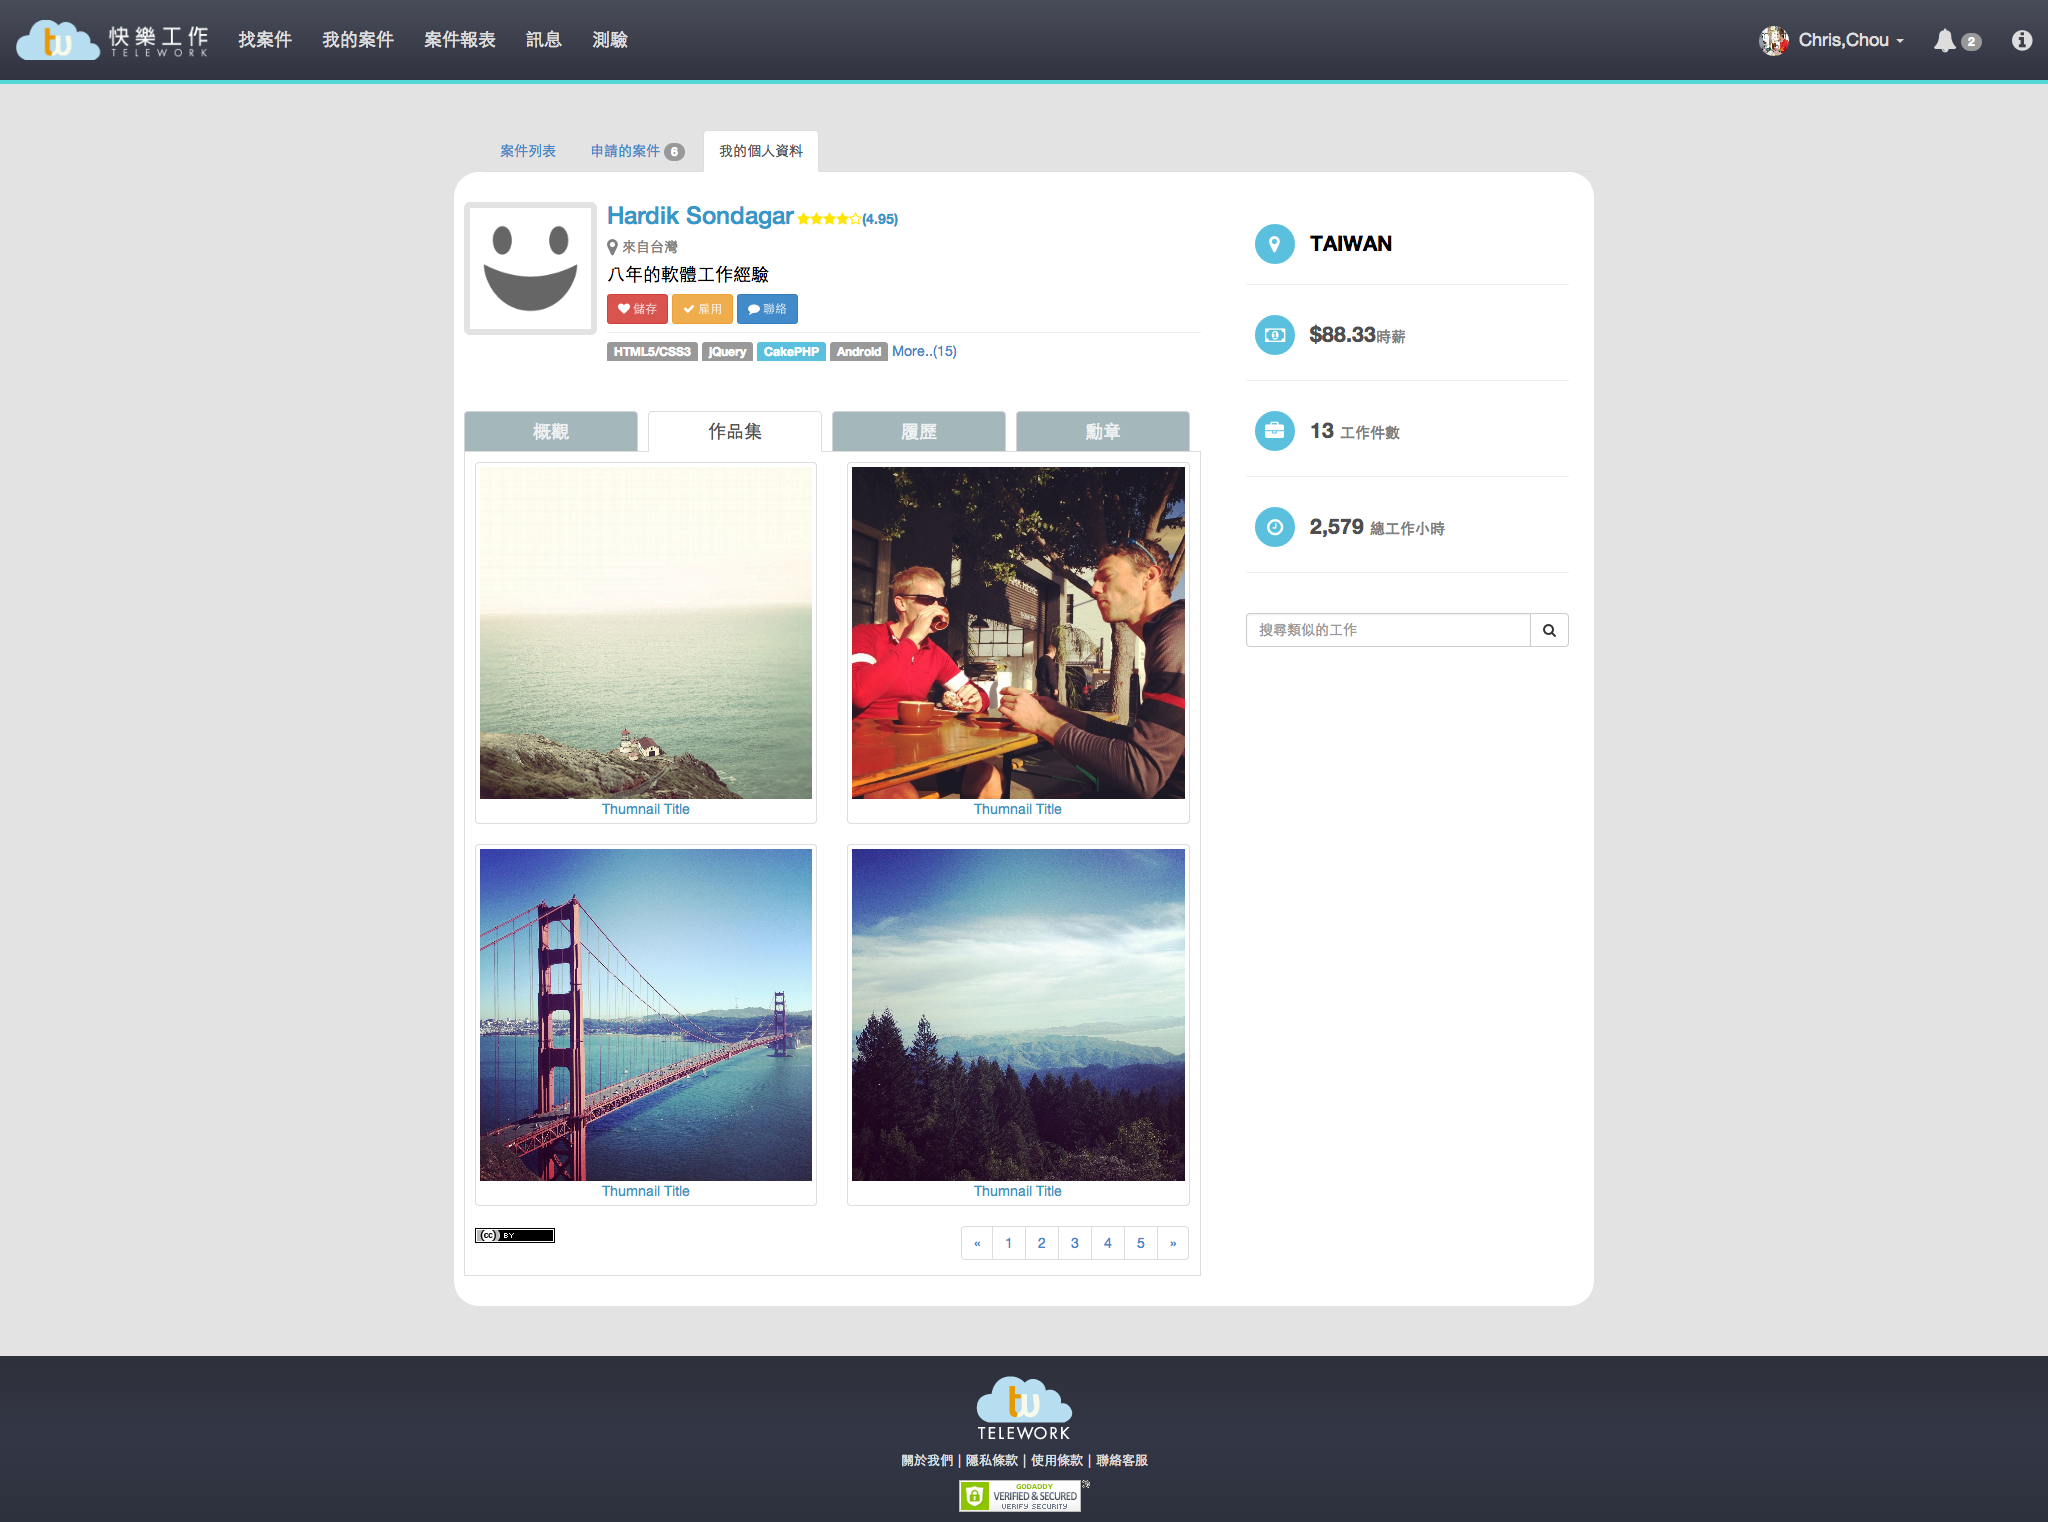 tw 快樂工作 TELEWORK 找案件 我的案件 案件報表 訊息 測驗 Chris,Chou 2
案件列表 申請的案件 6 我的個人資料
Hardik Sondagar (4.95)
來自台灣
八年的軟體工作經驗
儲存 雇用 聯絡
HTML5/CSS3 jQuery CakePHP Android More..(15)
TAIWAN
$88.33時薪
13 工作件數
2,579 總工作小時
搜尋類似的工作
概觀 作品集 履歷 勳章
Thumnail Title Thumnail Title
Thumnail Title Thumnail Title
cc BY
« 1 2 3 4 5 »
tw
TELEWORK
關於我們 | 隱私條款 | 使用條款 | 聯絡客服
GODADDY
VERIFIED & SECURED
VERIFY SECURITY